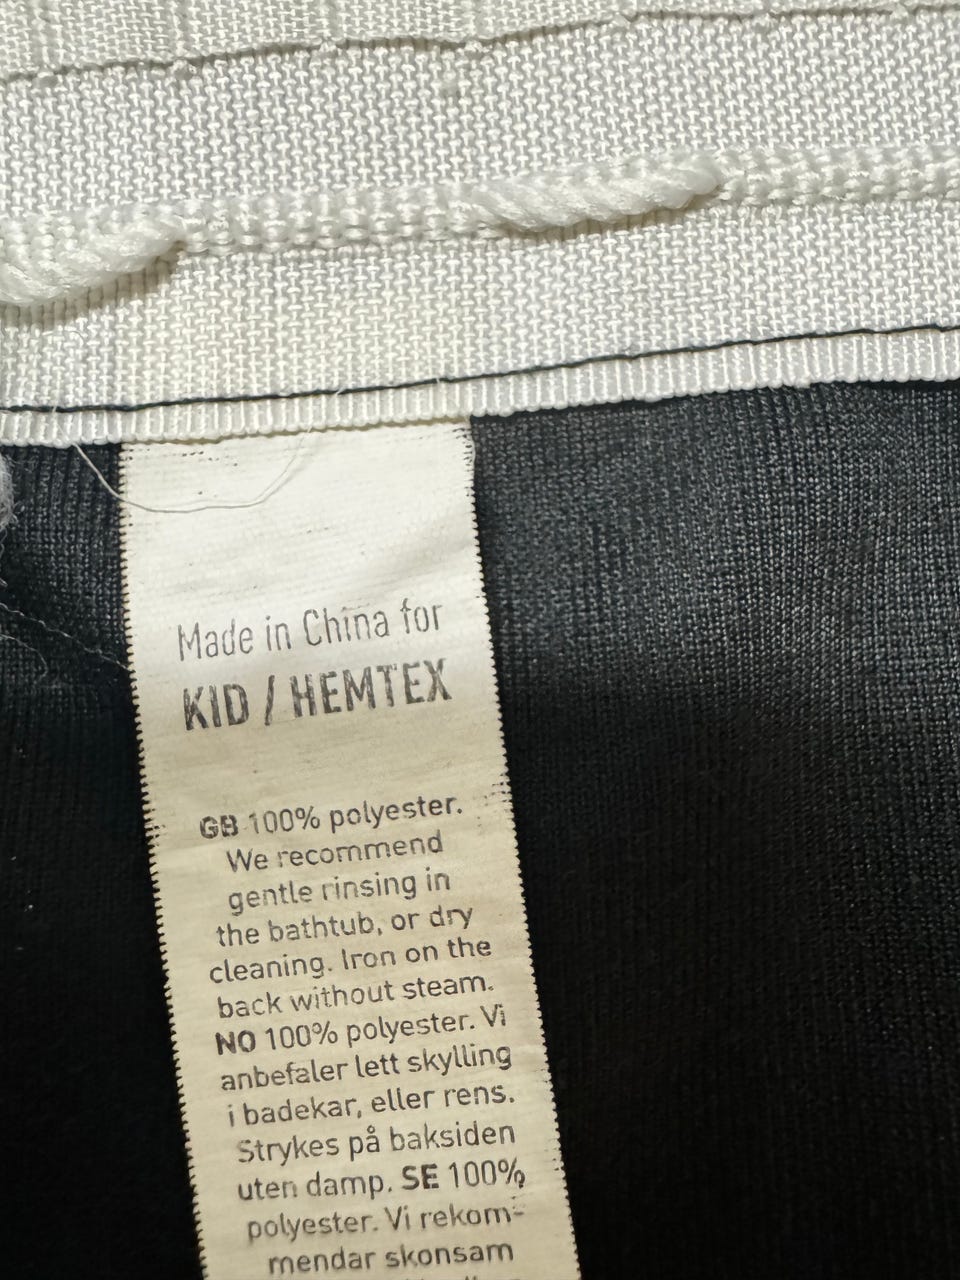 Made in China for
KID / HEMTEX
GB 100% polyester.
We recommend
gentle rinsing in
the bathtub, or dry
cleaning. Iron on the
back without steam.
NO 100% polyester. Vi
anbefaler lett skylling
i badekar, eller rens.
Strykes på baksiden
uten damp. SE 100%
polyester. Vi rekom-
mendar skonsam